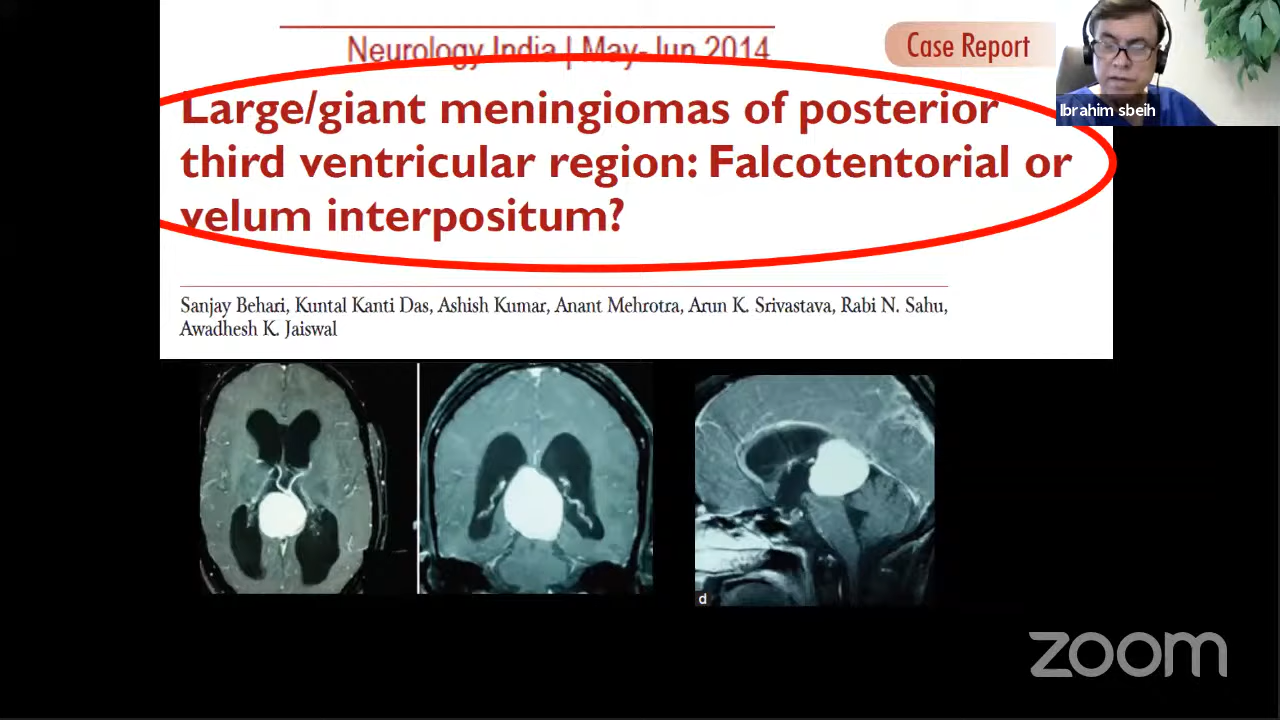 Neurology India | May-Jun 2014
Case Report
Ibrahim sbeih
Large/giant meningiomas of posterior
third ventricular region: Falcotentorial or
velum interpositum?
Sanjay Behari, Kuntal Kanti Das, Ashish Kumar, Anant Mehrotra, Arun K. Srivastava, Rabi N. Sahu,
Awadhesh K. Jaiswal
d
zoom